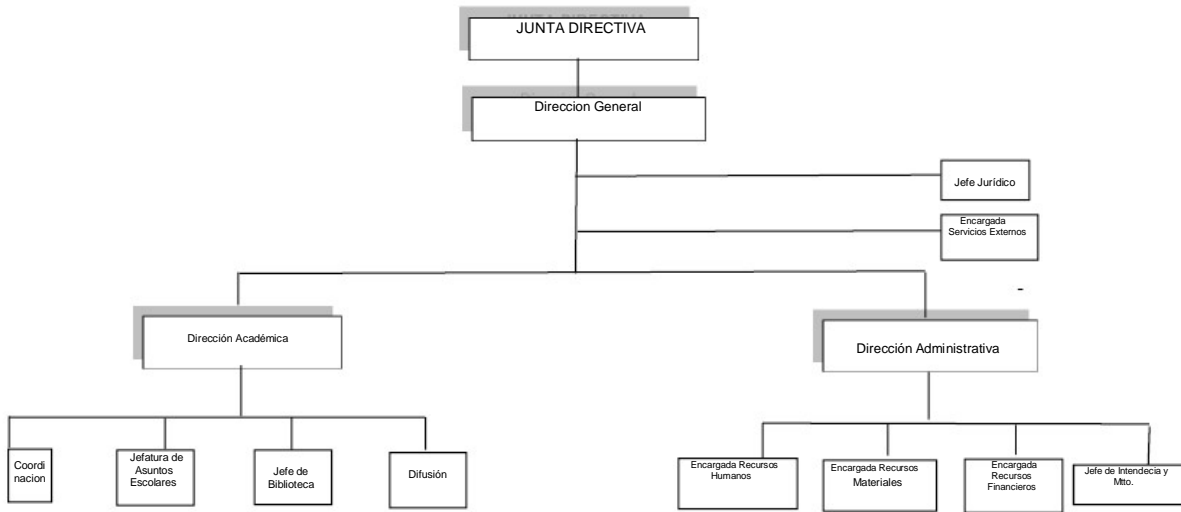 JUNTA DIRECTIVA
Direccion General
Jefe Jurídico
Encargada
Servicios Externos
-
Dirección Académica
Dirección Administrativa
Coordi
nacion
Jefatura de
Asuntos
Escolares
Jefe de
Biblioteca
Difusión
Encargada Recursos
Humanos
Encargada Recursos
Materiales
Encargada
Recursos
Financieros
Jefe de Intendecia y
Mtto.